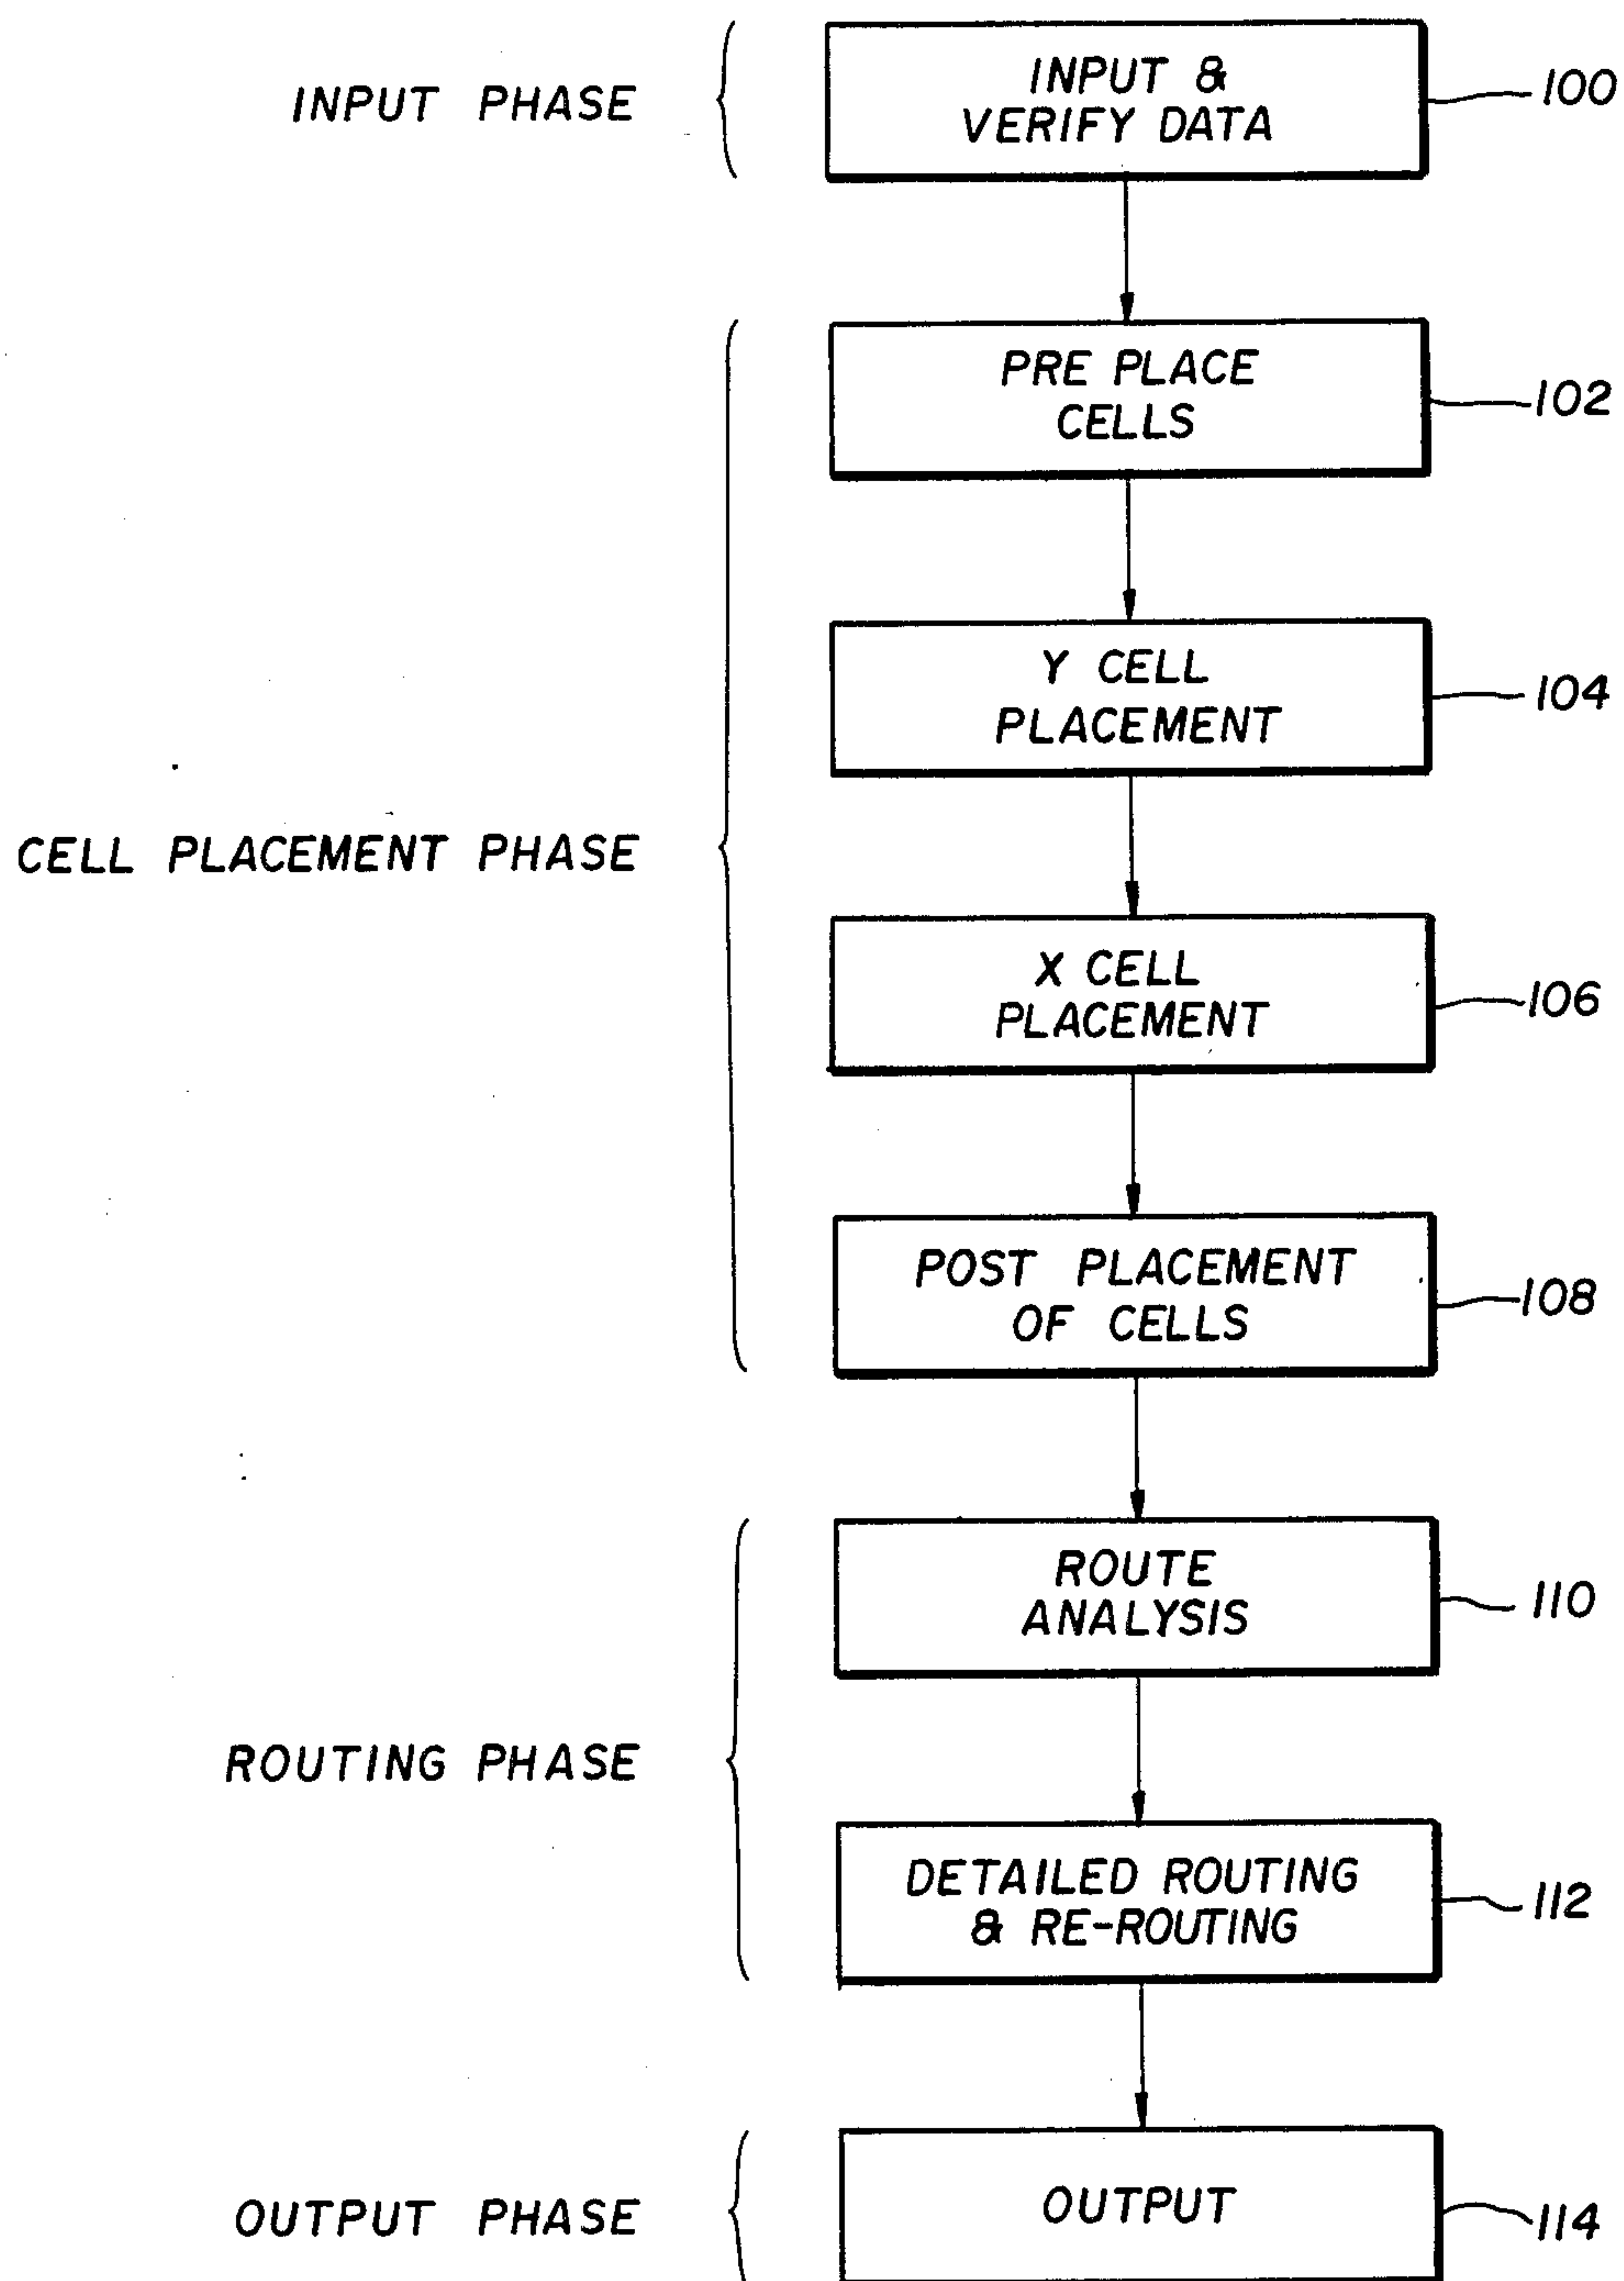 INPUT PHASE
INPUT &
VERIFY DATA
100
PRE PLACE
CELLS
102
Y CELL
PLACEMENT
104
CELL PLACEMENT PHASE
X CELL
PLACEMENT
106
POST PLACEMENT
OF CELLS
108
ROUTE
ANALYSIS
110
ROUTING PHASE
DETAILED ROUTING
& RE-ROUTING
112
OUTPUT PHASE
OUTPUT
114